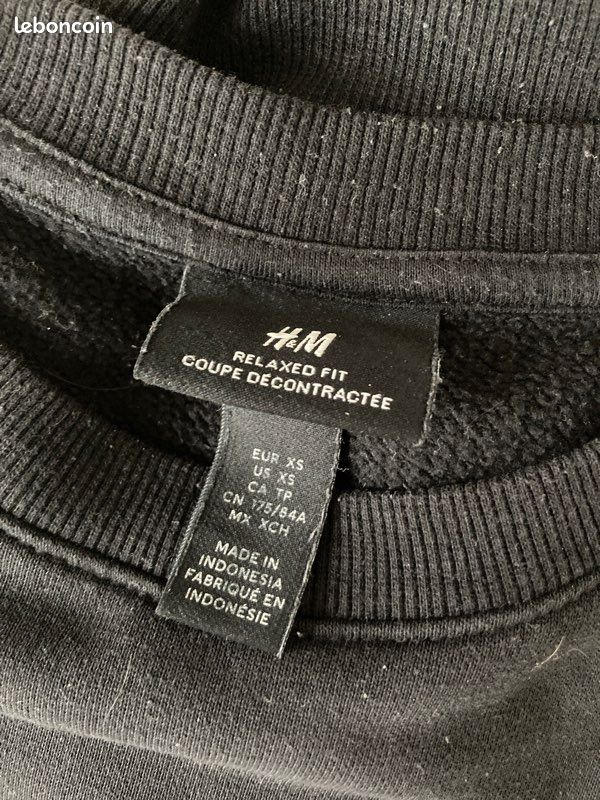 leboncoin
H&M
RELAXED FIT
COUPE DÉCONTRACTÉE
EUR XS
US XS
CA TP
CN 175/84A
MX XCH
MADE IN
INDONESIA
FABRIQUÉ EN
INDONÉSIE